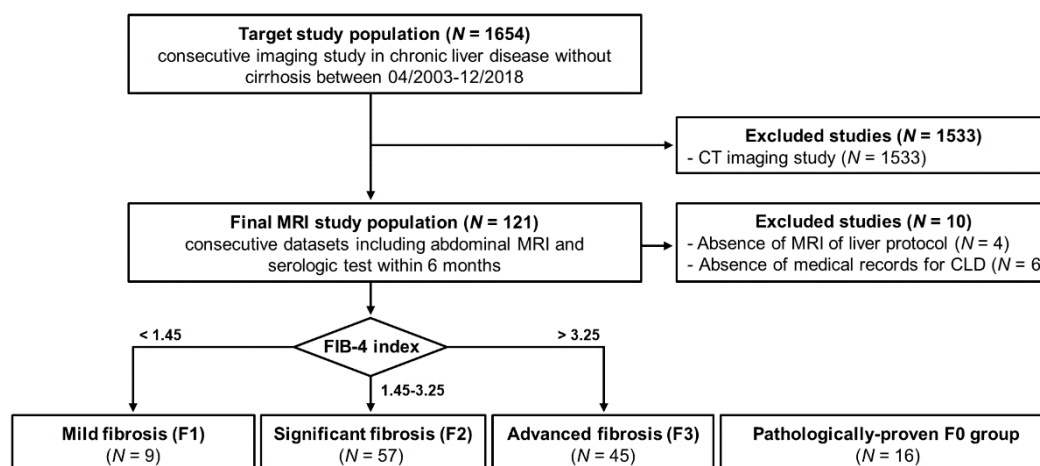 Target study population (N = 1654)
consecutive imaging study in chronic liver disease without
cirrhosis between 04/2003-12/2018
Excluded studies (N = 1533)
- CT imaging study (N = 1533)
Final MRI study population (N = 121)
consecutive datasets including abdominal MRI and
serologic test within 6 months
Excluded studies (N = 10)
- Absence of MRI of liver protocol (N = 4)
- Absence of medical records for CLD (N = 6
< 1.45
FIB-4 index
> 3.25
1.45-3.25
Mild fibrosis (F1)
(N = 9)
Significant fibrosis (F2)
(N = 57)
Advanced fibrosis (F3)
(N = 45)
Pathologically-proven F0 group
(N = 16)